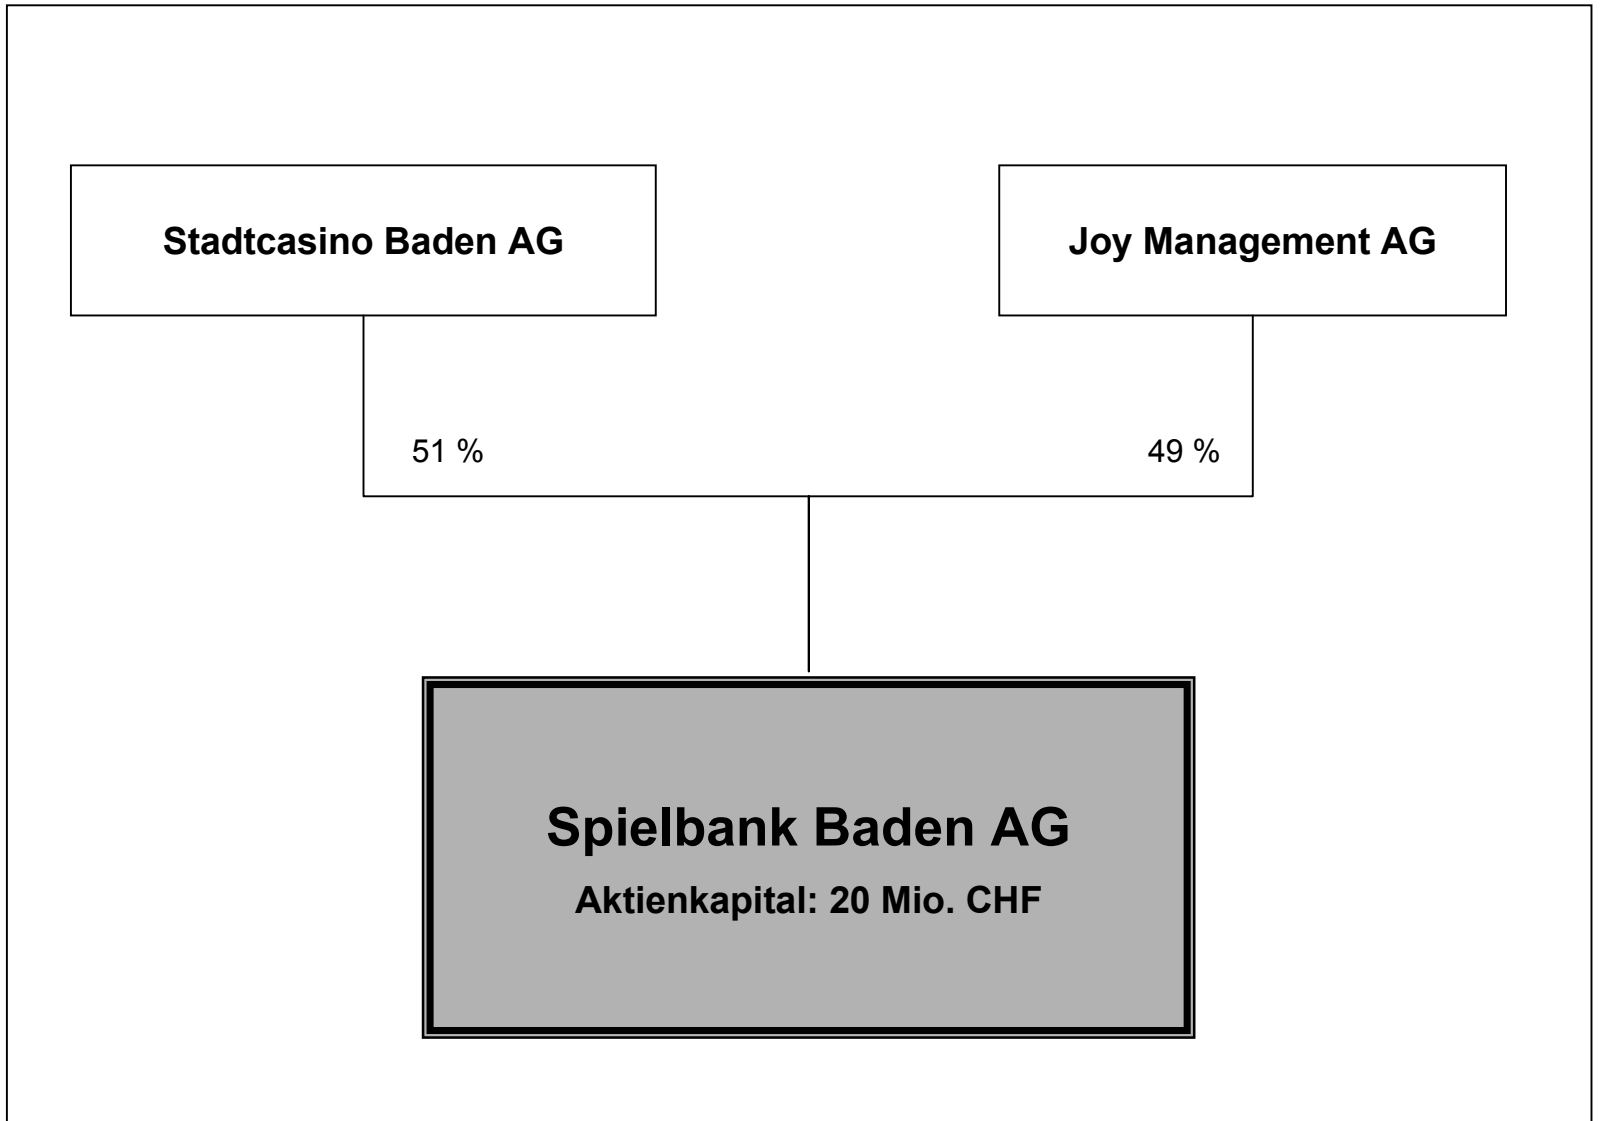 Stadtcasino Baden AG
Joy Management AG
51 %
49 %
Spielbank Baden AG
Aktienkapital: 20 Mio. CHF